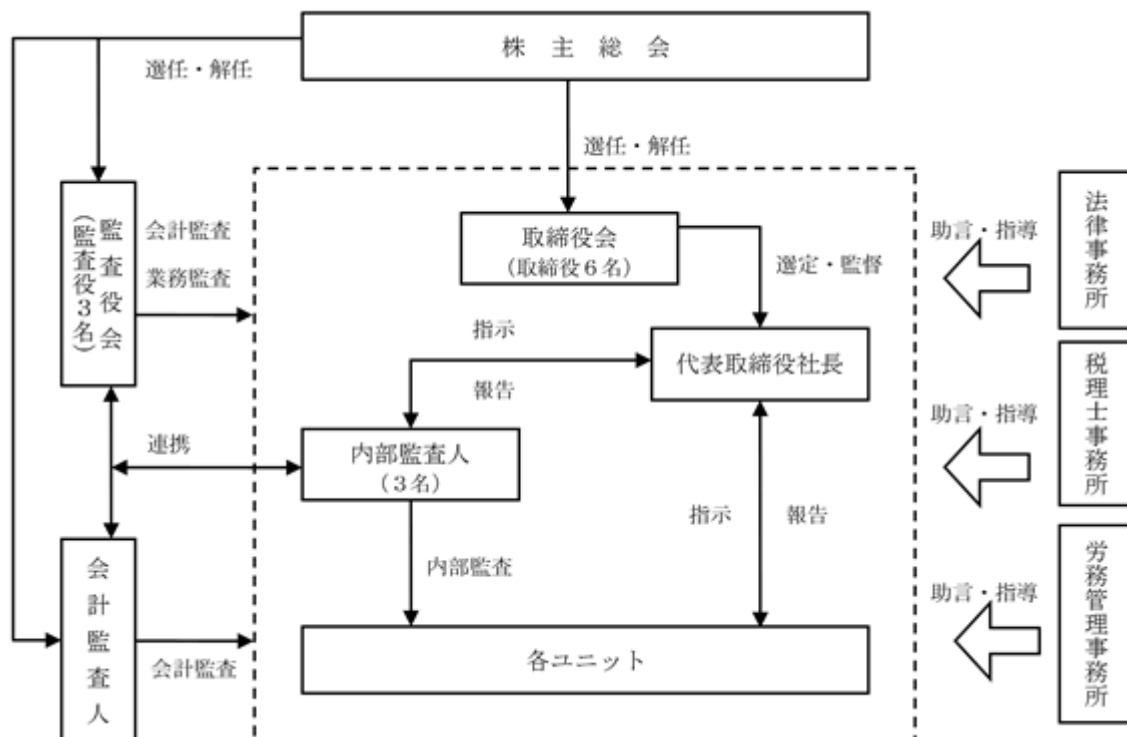 株主総会
選任・解任
選任・解任
監査役会
(監査役3名)
会計監査
業務監査
取締役会
(取締役6名)
選定・監督
助言・指導
法律事務所
指示
報告
代表取締役社長
税理士事務所
助言・指導
連携
内部監査人
(3名)
指示
報告
内部監査
会計監査人
会計監査
各ユニット
助言・指導
労務管理事務所